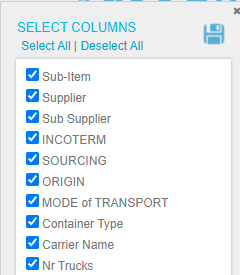 SELECT COLUMNS
Select All | Deselect All
Sub-Item
Supplier
Sub Supplier
INCOTERM
SOURCING
ORIGIN
MODE of TRANSPORT
Container Type
Carrier Name
Nr Trucks